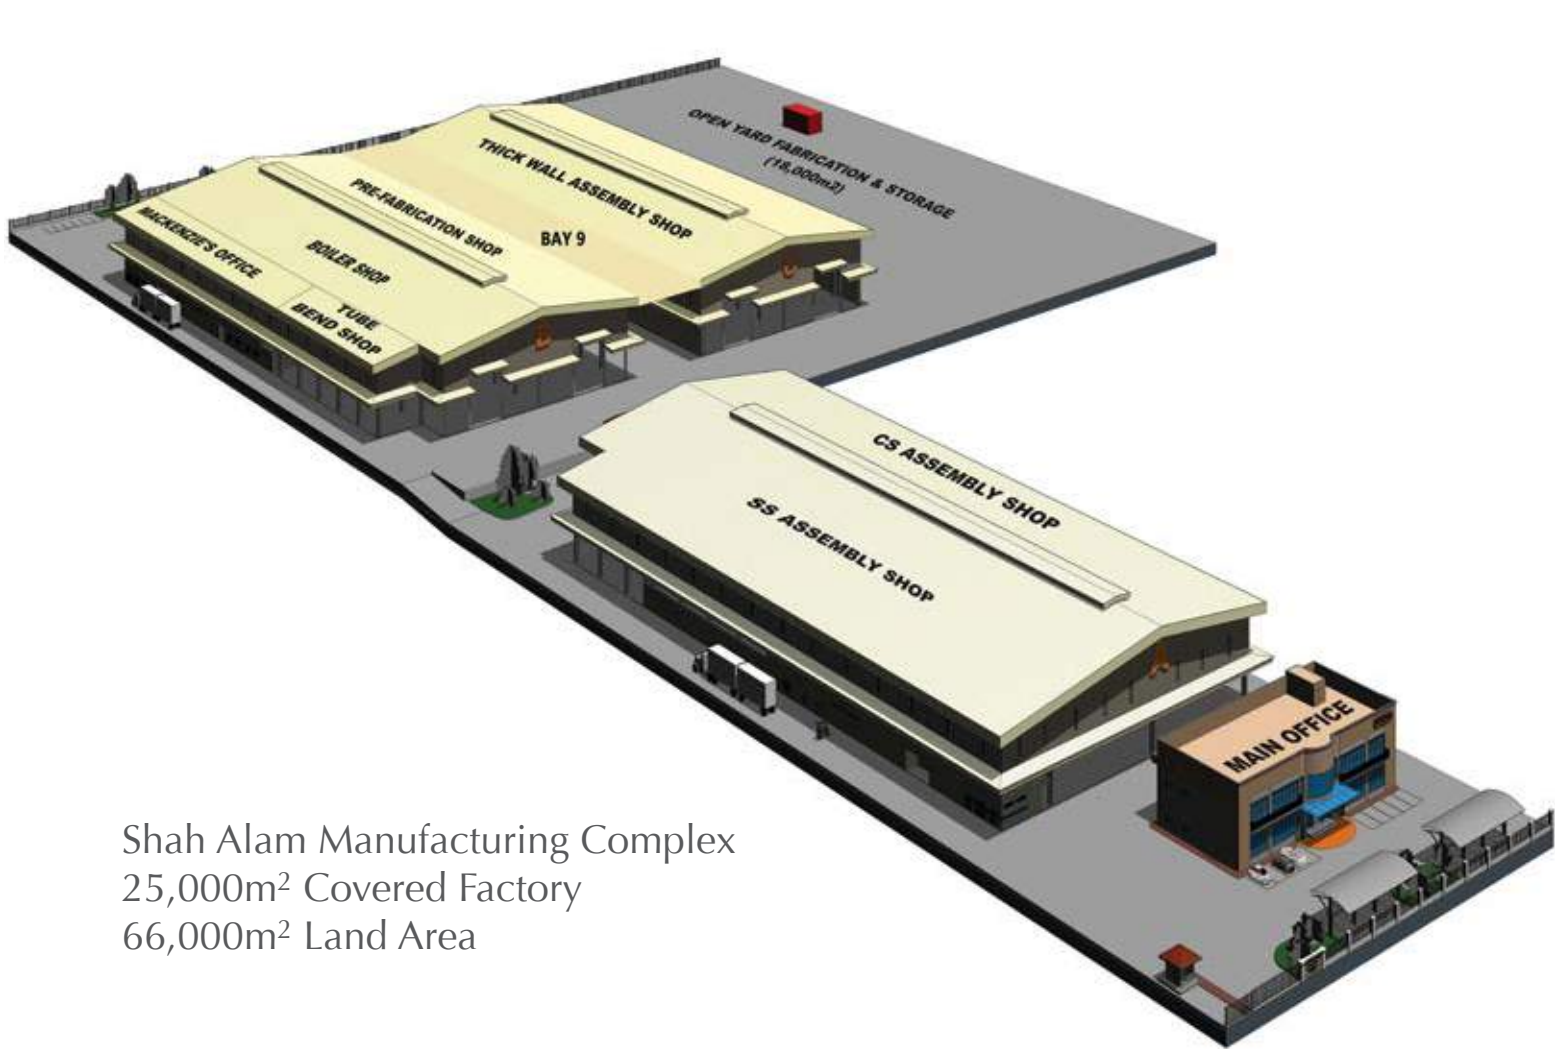 OPEN YARD FABRICATION & STORAGE
(18,000m2)
THICK WALL ASSEMBLY SHOP
PRE-FABRICATION SHOP
BAY 9
MACKENZIE'S OFFICE
BOILER SHOP
TUBE
BEND SHOP
CS ASSEMBLY SHOP
SS ASSEMBLY SHOP
MAIN OFFICE
Shah Alam Manufacturing Complex
25,000m² Covered Factory
66,000m² Land Area